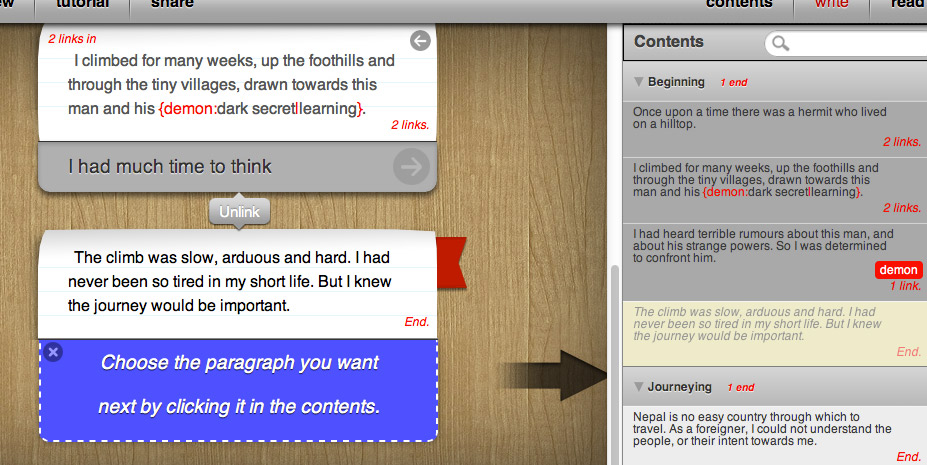 tutorial
share
contents
write
read
2 links in
I climbed for many weeks, up the foothills and
through the tiny villages, drawn towards this
man and his {demon:dark secret|learning}.
2 links.
I had much time to think
Unlink
The climb was slow, arduous and hard. I had
never been so tired in my short life. But I knew
the journey would be important.
End.
Choose the paragraph you want
next by clicking it in the contents.
Contents
Beginning 1 end
Once upon a time there was a hermit who lived
on a hilltop.
2 links.
I climbed for many weeks, up the foothills and
through the tiny villages, drawn towards this
man and his {demon:dark secret|learning}.
2 links.
I had heard terrible rumours about this man, and
about his strange powers. So I was determined
to confront him.
demon
1 link.
The climb was slow, arduous and hard. I had
never been so tired in my short life. But I knew
the journey would be important.
End.
Journeying 1 end
Nepal is no easy country through which to
travel. As a foreigner, I could not understand the
people, or their intent towards me.
End.